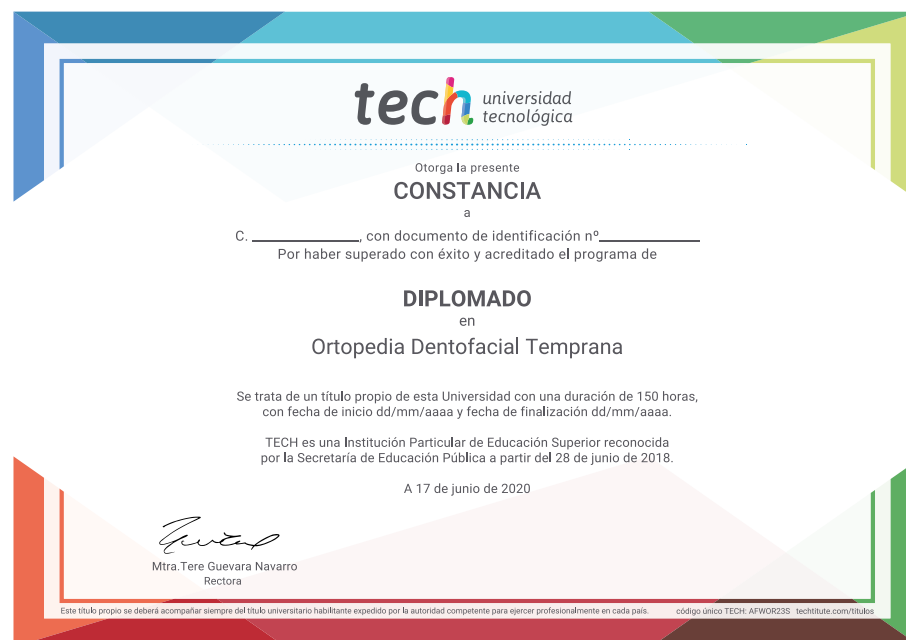 tech universidad
tecnológica
Otorga la presente
CONSTANCIA
a
C. ________________, con documento de identificación nº_______________
Por haber superado con éxito y acreditado el programa de
DIPLOMADO
en
Ortopedia Dentofacial Temprana
Se trata de un título propio de esta Universidad con una duración de 150 horas,
con fecha de inicio dd/mm/aaaa y fecha de finalización dd/mm/aaaa.
TECH es una Institución Particular de Educación Superior reconocida
por la Secretaría de Educación Pública a partir del 28 de junio de 2018.
A 17 de junio de 2020
Mtra.Tere Guevara Navarro
Rectora
Este título propio se deberá acompañar siempre del título universitario habilitante expedido por la autoridad competente para ejercer profesionalmente en cada país. código único TECH: AFWOR23S techtitute.com/titulos